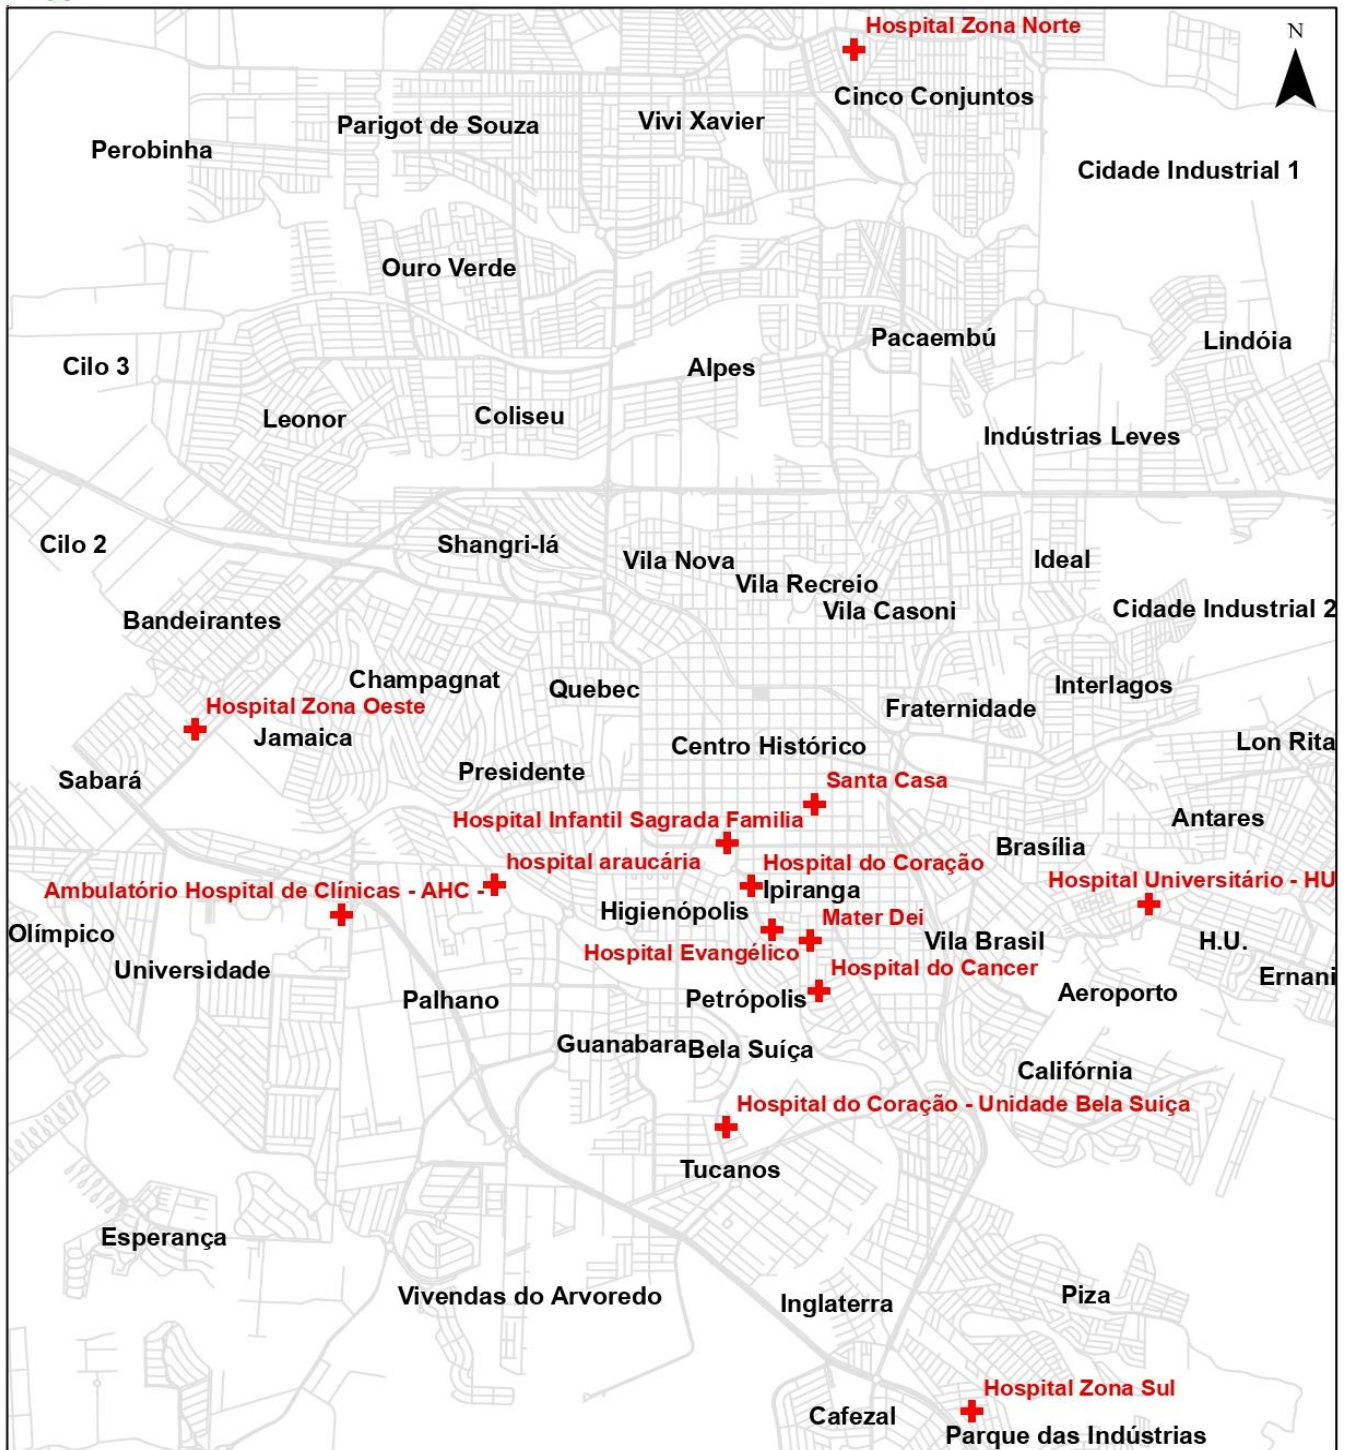 Hospital Zona Norte
N
Cinco Conjuntos
Vivi Xavier
Parigot de Souza
Perobinha
Cidade Industrial 1
Ouro Verde
Pacaembú
Lindóia
Cilo 3
Alpes
Leonor
Coliseu
Indústrias Leves
Cilo 2
Shangri-lá
Vila Nova
Ideal
Vila Recreio
Vila Casoni
Cidade Industrial 2
Bandeirantes
Champagnat
Quebec
Interlagos
Hospital Zona Oeste
Fraternidade
Jamaica
Centro Histórico
Lon Rita
Sabará
Presidente
Santa Casa
Hospital Infantil Sagrada Familia
Antares
Brasília
hospital araucária
Hospital do Coração
Hospital Universitário - HU
Ambulatório Hospital de Clínicas - AHC -
Ipiranga
Higienópolis
Mater Dei
Olímpico
Vila Brasil
H.U.
Hospital Evangélico
Universidade
Hospital do Cancer
Ernani
Palhano
Petrópolis
Aeroporto
Guanabara
Bela Suíça
Califórnia
Hospital do Coração - Unidade Bela Suiça
Tucanos
Esperança
Vivendas do Arvoredo
Inglaterra
Piza
Hospital Zona Sul
Cafezal
Parque das Indústrias